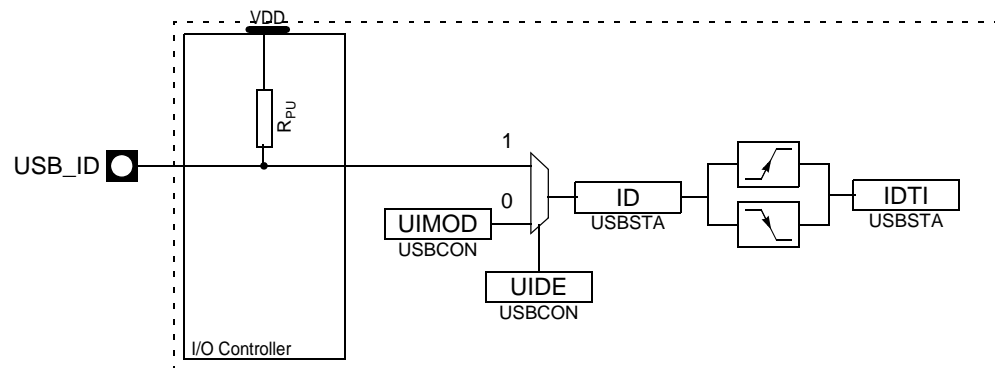 VDD
RPU
USB_ID
1
0
UIMOD
USBCON
UIDE
USBCON
ID
USBSTA
IDTI
USBSTA
I/O Controller